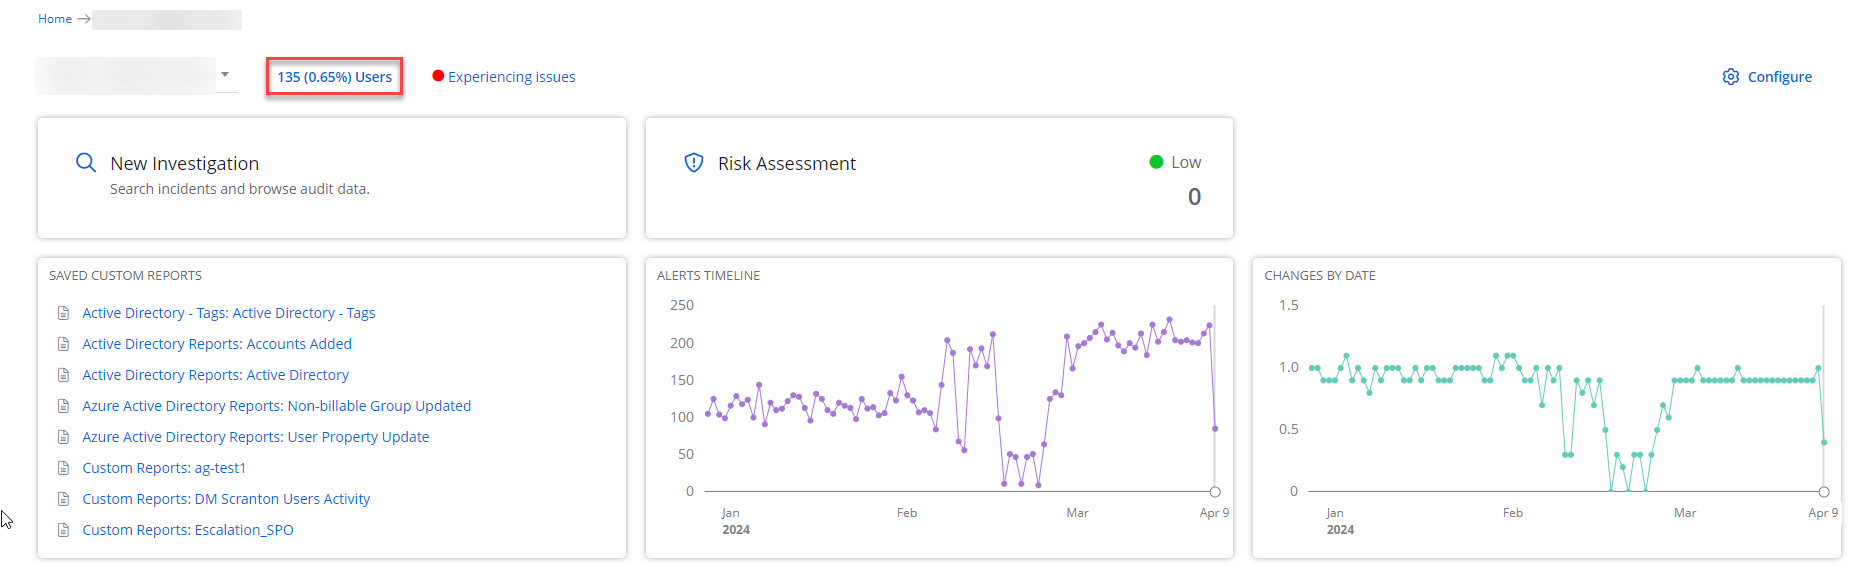 Home
135 (0.65%) Users
Experiencing issues
Configure
New Investigation
Search incidents and browse audit data.
Risk Assessment
Low
0
SAVED CUSTOM REPORTS
Active Directory - Tags: Active Directory - Tags
Active Directory Reports: Accounts Added
Active Directory Reports: Active Directory
Azure Active Directory Reports: Non-billable Group Updated
Azure Active Directory Reports: User Property Update
Custom Reports: ag-test1
Custom Reports: DM Scranton Users Activity
Custom Reports: Escalation_SPO
ALERTS TIMELINE
250
200
150
100
50
0
Jan Feb Mar Apr 9
2024
CHANGES BY DATE
1.5
1.0
0.5
0
Jan Feb Mar Apr 9
2024